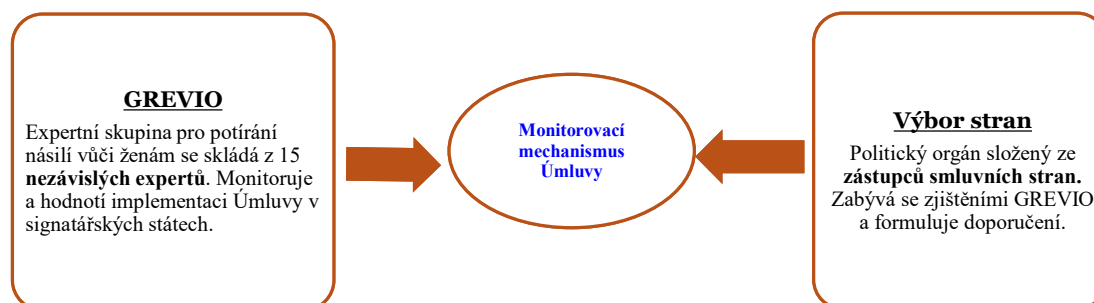 GREVIO
Expertní skupina pro potírání
násilí vůči ženám se skládá z 15
nezávislých expertů. Monitoruje
a hodnotí implementaci Úmluvy v
signatářských státech.
Monitorovací
mechanismus
Úmluvy
Výbor stran
Politický orgán složený ze
zástupců smluvních stran.
Zabývá se zjištěními GREVIO
a formuluje doporučení.